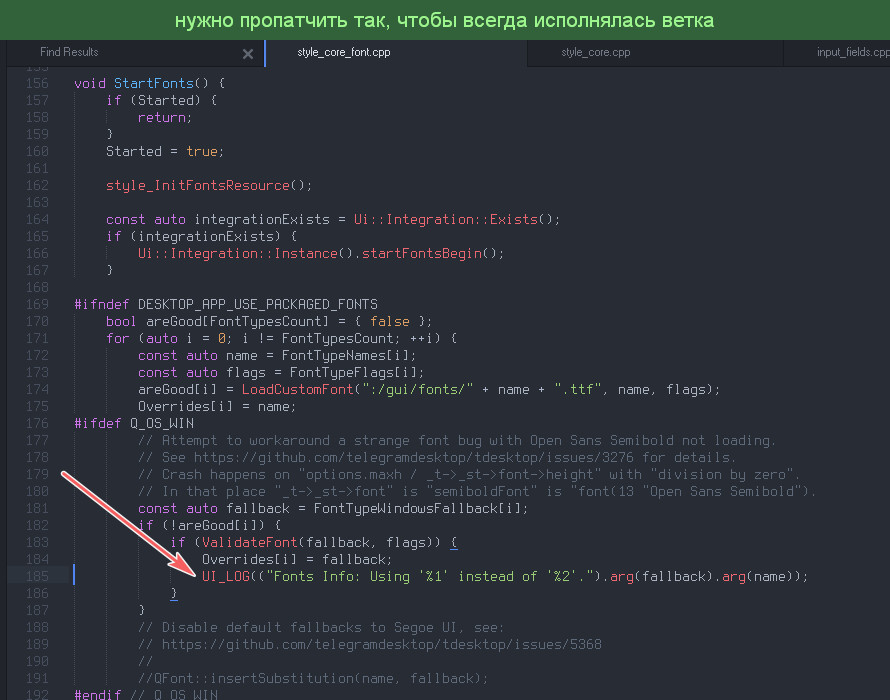 нужно пропатчить так, чтобы всегда исполнялась ветка
Find Results
style_core_font.cpp
style_core.cpp
input_fields.cpp
155
156 void StartFonts() {
157 if (Started) {
158 return;
159 }
160 Started = true;
161
162 style_InitFontsResource();
163
164 const auto integrationExists = Ui::Integration::Exists();
165 if (integrationExists) {
166 Ui::Integration::Instance().startFontsBegin();
167 }
168
169 #ifndef DESKTOP_APP_USE_PACKAGED_FONTS
170 bool areGood[FontTypesCount] = { false };
171 for (auto i = 0; i != FontTypesCount; ++i) {
172 const auto name = FontTypeNames[i];
173 const auto flags = FontTypeFlags[i];
174 areGood[i] = LoadCustomFont(":/gui/fonts/" + name + ".ttf", name, flags);
175 Overrides[i] = name;
176 #ifdef Q_OS_WIN
177 // Attempt to workaround a strange font bug with Open Sans Semibold not loading.
178 // See https://github.com/telegramdesktop/tdesktop/issues/3276 for details.
179 // Crash happens on "options.maxh / _t->_st->font->height" with "division by zero".
180 // In that place "_t->_st->font" is "semiboldFont" is "font(13 "Open Sans Semibold").
181 const auto fallback = FontTypeWindowsFallback[i];
182 if (!areGood[i]) {
183 if (ValidateFont(fallback, flags)) {
184 Overrides[i] = fallback;
185 UI_LOG(("Fonts Info: Using '%1' instead of '%2'.").arg(fallback).arg(name));
186 }
187 }
188 // Disable default fallbacks to Segoe UI, see:
189 // https://github.com/telegramdesktop/tdesktop/issues/5368
190 //
191 //QFont::insertSubstitution(name, fallback);
192 #endif // Q_OS_WIN